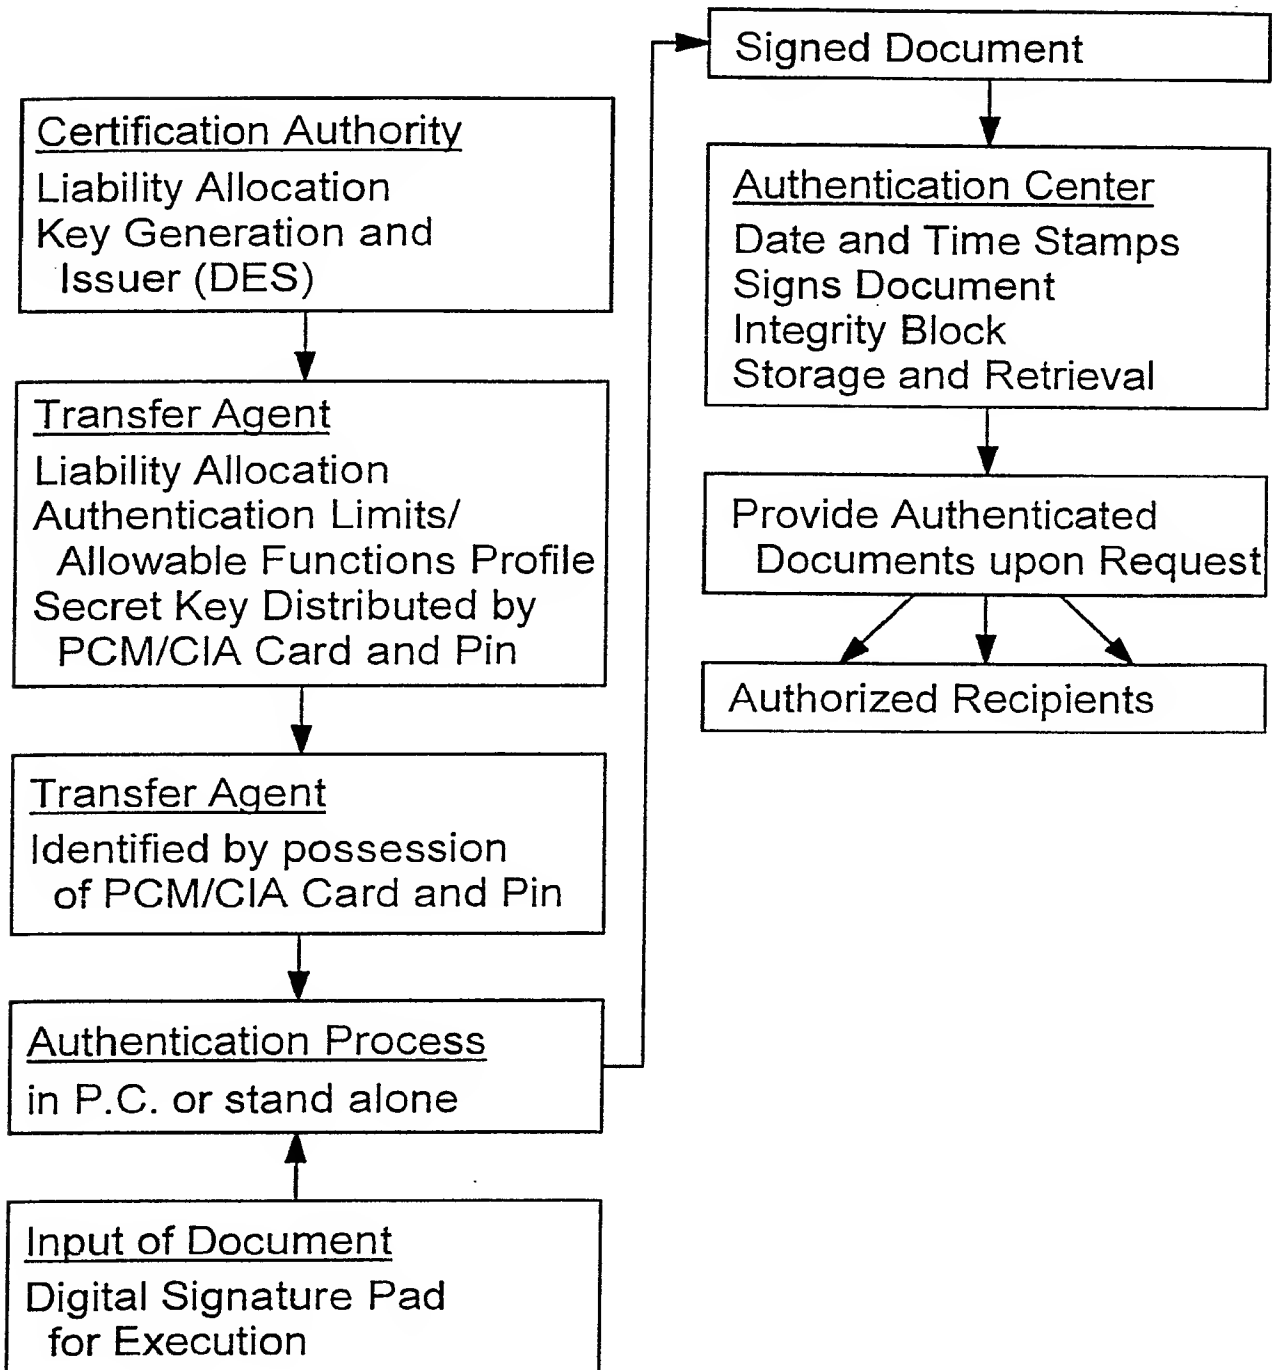 Certification Authority
Liability Allocation
Key Generation and
Issuer (DES)
Transfer Agent
Liability Allocation
Authentication Limits/
Allowable Functions Profile
Secret Key Distributed by
PCM/CIA Card and Pin
Transfer Agent
Identified by possession
of PCM/CIA Card and Pin
Authentication Process
in P.C. or stand alone
Input of Document
Digital Signature Pad
for Execution
Signed Document
Authentication Center
Date and Time Stamps
Signs Document
Integrity Block
Storage and Retrieval
Provide Authenticated
Documents upon Request
Authorized Recipients